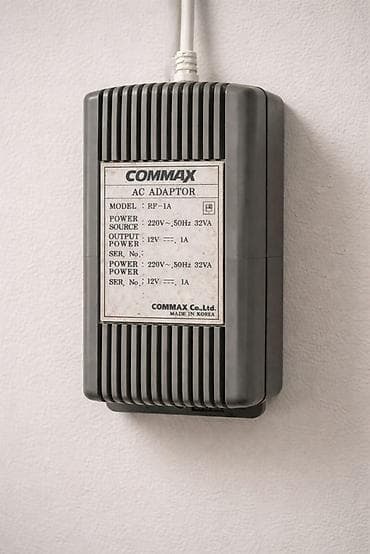 COMMAX
AC ADAPTOR
MODEL : RF-1A
POWER SOURCE : 220V~, 50Hz 32VA
OUTPUT POWER : 12V ⎓, 1A
SER. No. :
POWER POWER : 220V~, 50Hz 32VA
SER. No. : 12V ⎓, 1A
COMMAX Co.,Ltd.
MADE IN KOREA